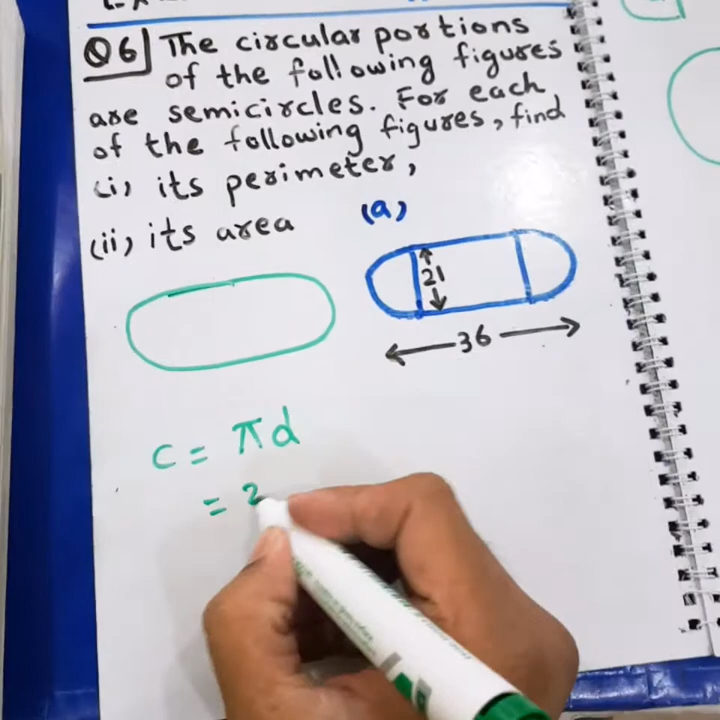 Q6 The circular portions
of the following figures
are semicircles. For each
of the following figures, find
(i) its perimeter,
(ii) its area
(a)
21
36
C = πd
= 2